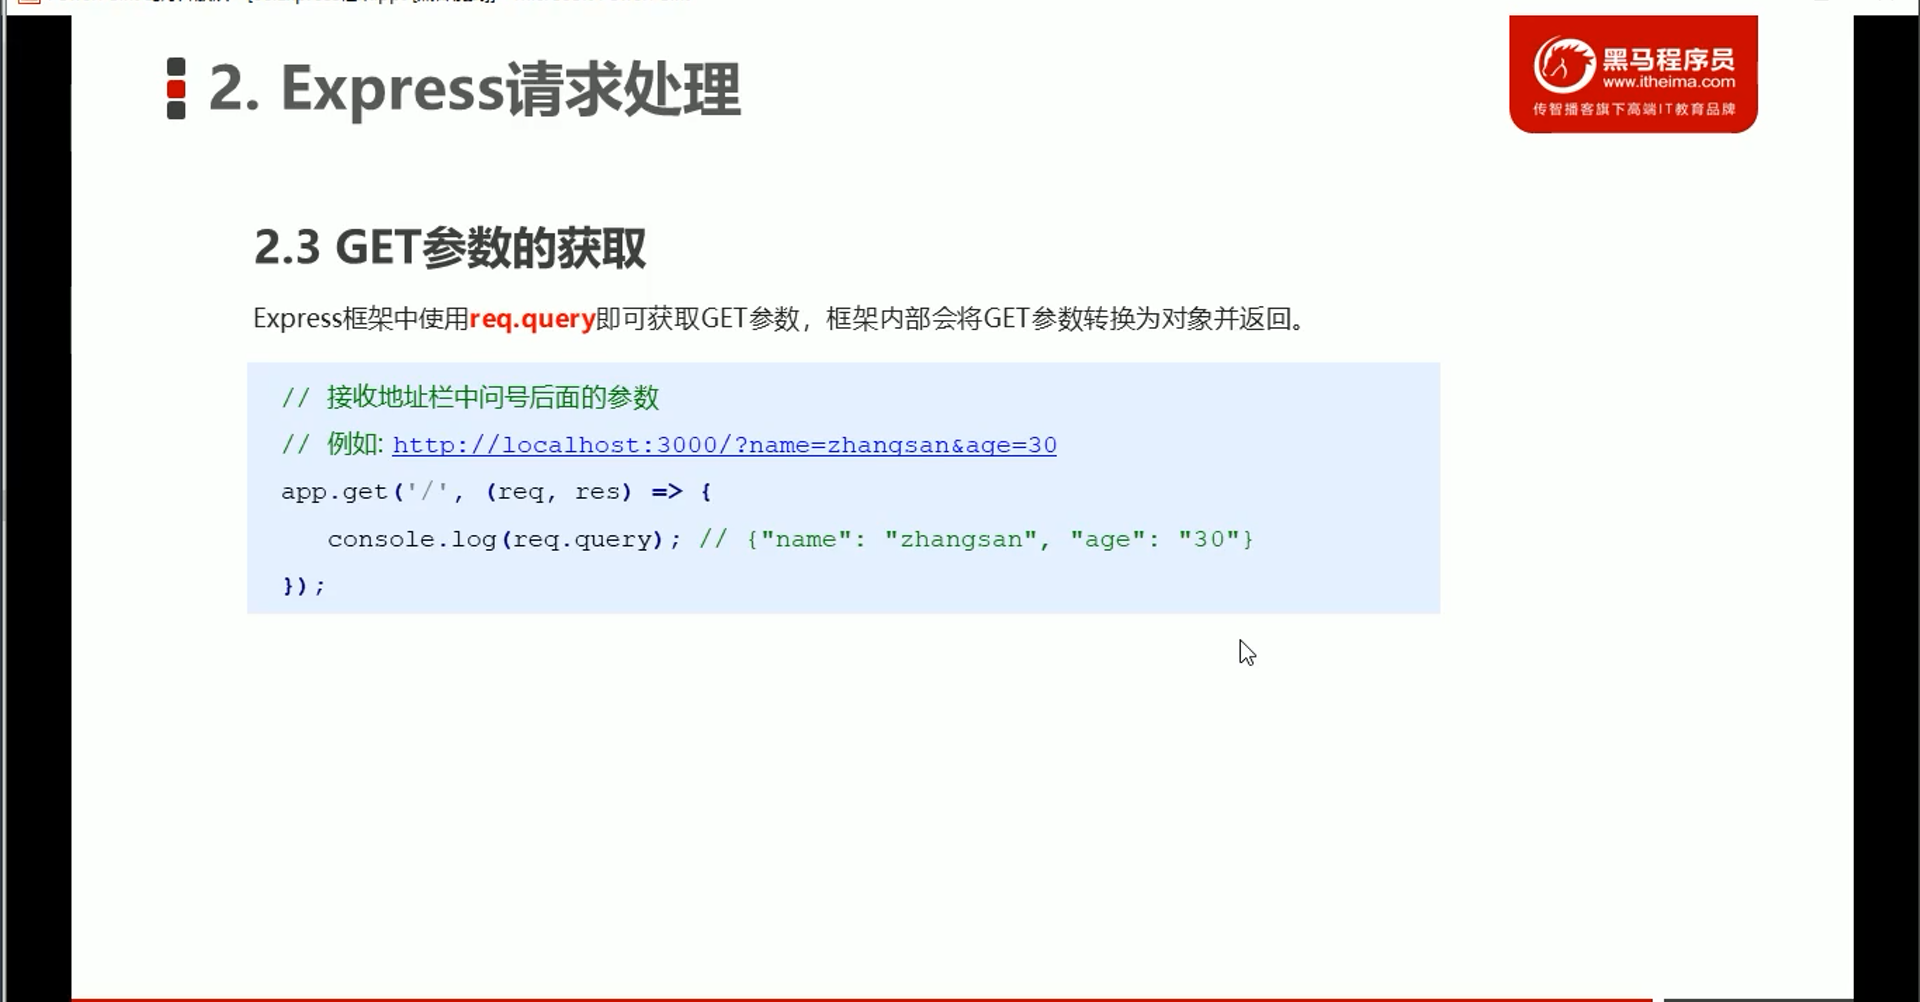 2. Express请求处理
黑马程序员
www.itheima.com
传智播客旗下高端IT教育品牌
2.3 GET参数的获取
Express框架中使用req.query即可获取GET参数，框架内部会将GET参数转换为对象并返回。
// 接收地址栏中问号后面的参数
// 例如: http://localhost:3000/?name=zhangsan&age=30
app.get('/', (req, res) => {
console.log(req.query); // {"name": "zhangsan", "age": "30"}
});